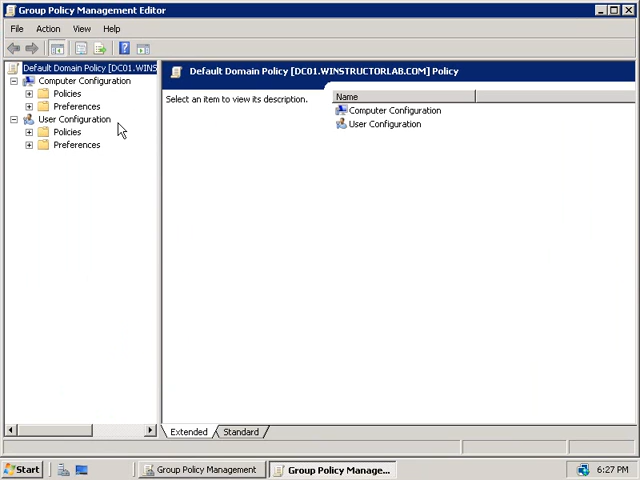 Group Policy Management Editor
File Action View Help
Default Domain Policy [DC01.WINS
Computer Configuration
Policies
Preferences
User Configuration
Policies
Preferences
Default Domain Policy [DC01.WINSTRUCTORLAB.COM] Policy
Select an item to view its description.
Name
Computer Configuration
User Configuration
Extended Standard
Start Group Policy Management Group Policy Manage... 6:27 PM